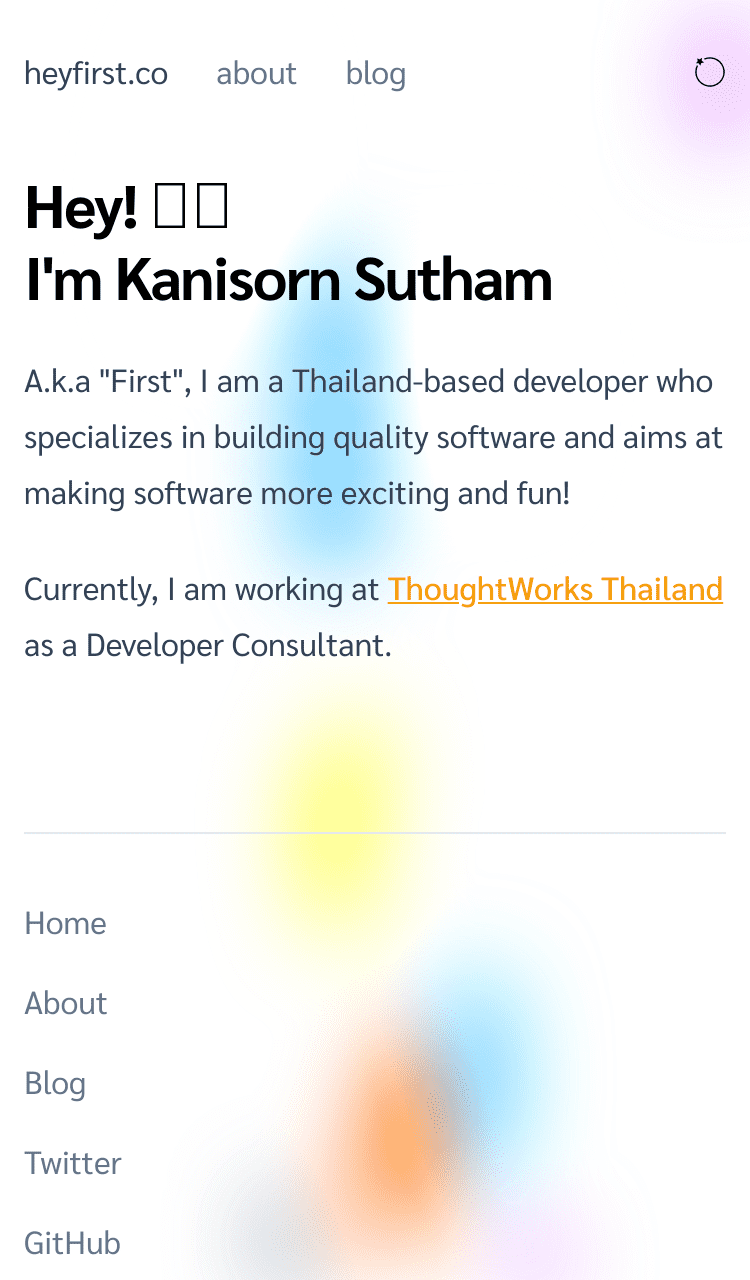 heyfirst.co about blog
Hey!
I'm Kanisorn Sutham
A.k.a "First", I am a Thailand-based developer who
specializes in building quality software and aims at
making software more exciting and fun!
Currently, I am working at ThoughtWorks Thailand
as a Developer Consultant.
Home
About
Blog
Twitter
GitHub